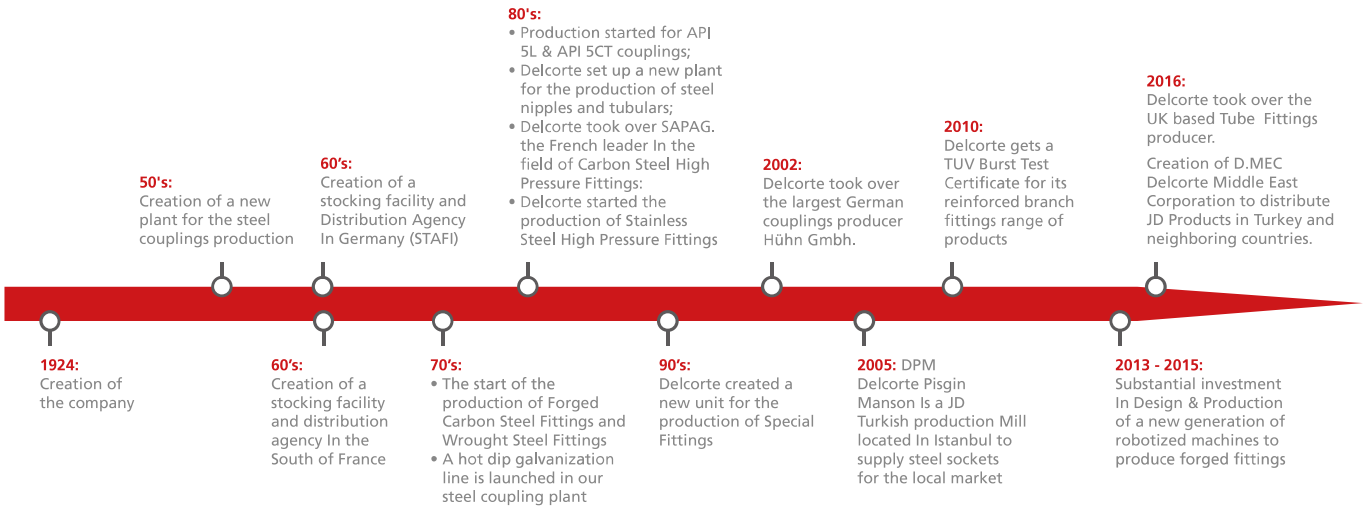 1924:
Creation of
the company
50's:
Creation of a new
plant for the steel
couplings production
60’s:
Creation of a
stocking facility and
Distribution Agency
In Germany (STAFI)
60’s:
Creation of a
stocking facility
and distribution
agency In the
South of France
70’s:
• The start of the
production of Forged
Carbon Steel Fittings and
Wrought Steel Fittings
• A hot dip galvanization
line is launched in our
steel coupling plant
80's:
• Production started for API
5L & API 5CT couplings;
• Delcorte set up a new plant
for the production of steel
nipples and tubulars;
• Delcorte took over SAPAG.
the French leader In the
field of Carbon Steel High
Pressure Fittings:
• Delcorte started the
production of Stainless
Steel High Pressure Fittings
90’s:
Delcorte created a
new unit for the
production of Special
Fittings
2002:
Delcorte took over
the largest German
couplings producer
Hühn Gmbh.
2005: DPM
Delcorte Pisgin
Manson Is a JD
Turkish production Mill
located In Istanbul to
supply steel sockets
for the local market
2010:
Delcorte gets a
TUV Burst Test
Certificate for its
reinforced branch
fittings range of
products
2013 - 2015:
Substantial investment
In Design & Production
of a new generation of
robotized machines to
produce forged fittings
2016:
Delcorte took over the
UK based Tube Fittings
producer.
Creation of D.MEC
Delcorte Middle East
Corporation to distribute
JD Products in Turkey and
neighboring countries.